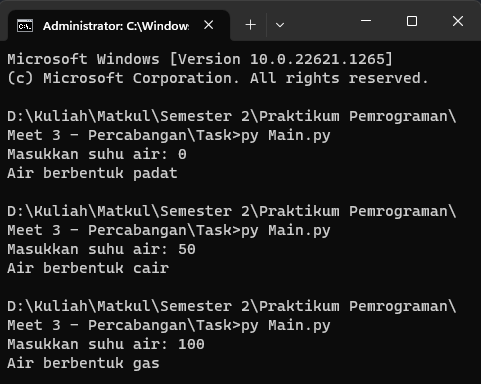 Administrator: C:\Windows
Microsoft Windows [Version 10.0.22621.1265]
(c) Microsoft Corporation. All rights reserved.
D:\Kuliah\Matkul\Semester 2\Praktikum Pemrograman\
Meet 3 - Percabangan\Task>py Main.py
Masukkan suhu air: 0
Air berbentuk padat
D:\Kuliah\Matkul\Semester 2\Praktikum Pemrograman\
Meet 3 - Percabangan\Task>py Main.py
Masukkan suhu air: 50
Air berbentuk cair
D:\Kuliah\Matkul\Semester 2\Praktikum Pemrograman\
Meet 3 - Percabangan\Task>py Main.py
Masukkan suhu air: 100
Air berbentuk gas